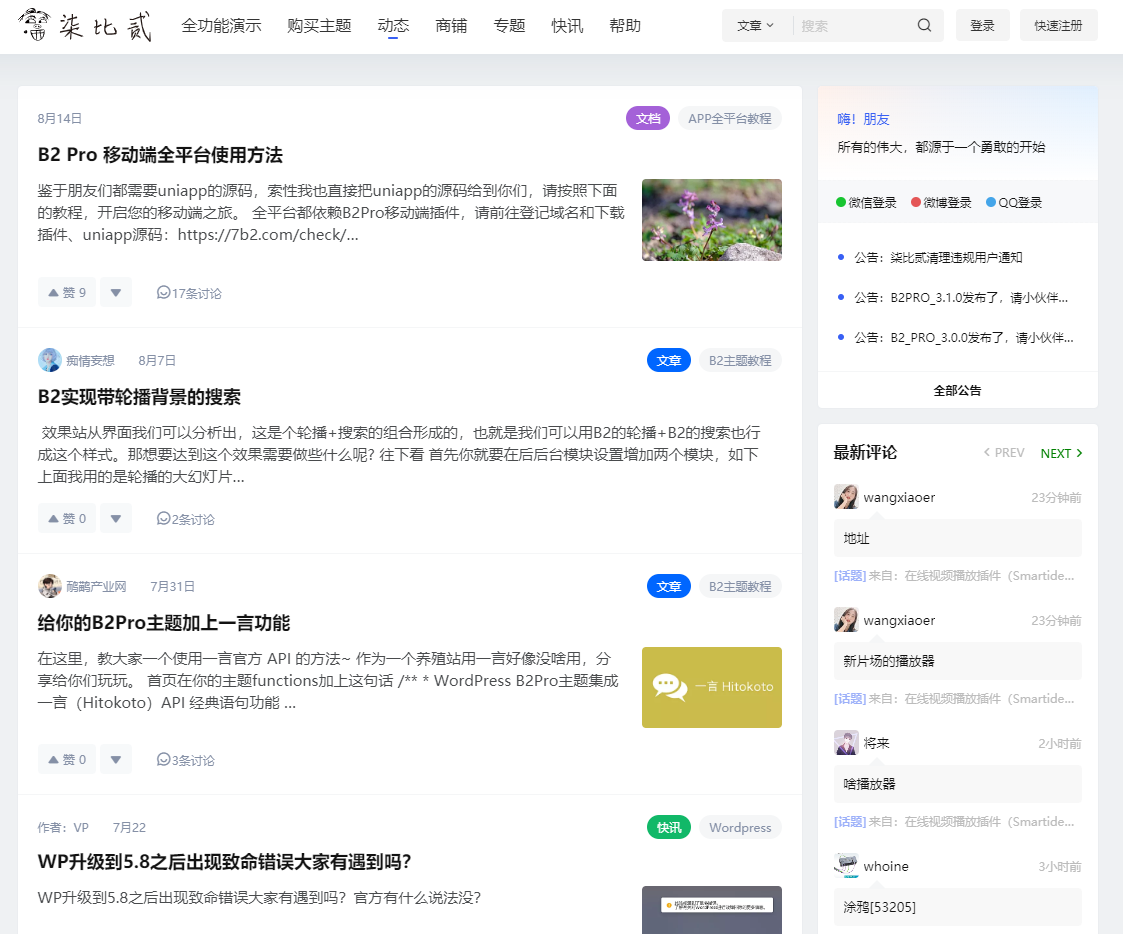 柒比贰
全功能演示 购买主题 动态 商铺 专题 快讯 帮助
文章 搜索
登录 快速注册
8月14日
文档 APP全平台教程
B2 Pro 移动端全平台使用方法
鉴于朋友们都需要uniapp的源码，索性我也直接把uniapp的源码给到你们，请按照下面
的教程，开启您的移动端之旅。 全平台都依赖B2Pro移动端插件，请前往登记域名和下载
插件、uniapp源码：https://7b2.com/check/...
赞 9 17条讨论
痴情妄想 8月7日
文章 B2主题教程
B2实现带轮播背景的搜索
效果站从界面我们可以分析出，这是个轮播+搜索的组合形成的，也就是我们可以用B2的轮播+B2的搜索也行
成这个样式。那想要达到这个效果需要做些什么呢? 往下看 首先你就要在后后台模块设置增加两个模块，如下
上面我用的是轮播的大幻灯片...
赞 0 2条讨论
鹋鹋产业网 7月31日
文章 B2主题教程
给你的B2Pro主题加上一言功能
在这里，教大家一个使用一言官方 API 的方法~ 作为一个养殖站用一言好像没啥用，分
享给你们玩玩。 首页在你的主题functions加上这句话 /** * WordPress B2Pro主题集成
一言（Hitokoto）API 经典语句功能 ...
一言 Hitokoto
赞 0 3条讨论
作者：VP 7月22
快讯 Wordpress
WP升级到5.8之后出现致命错误大家有遇到吗？
WP升级到5.8之后出现致命错误大家有遇到吗？官方有什么说法没？
嗨！朋友
所有的伟大，都源于一个勇敢的开始
微信登录 微博登录 QQ登录
公告：柒比贰清理违规用户通知
公告：B2PRO_3.1.0发布了，请小伙伴...
公告：B2_PRO_3.0.0发布了，请小伙伴...
全部公告
最新评论 PREV NEXT
wangxiaoer 23分钟前
地址
[话题] 来自：在线视频播放插件（Smartide...
wangxiaoer 23分钟前
新片场的播放器
[话题] 来自：在线视频播放插件（Smartide...
将来 2小时前
啥播放器
[话题] 来自：在线视频播放插件（Smartide...
whoine 3小时前
涂鸦[53205]